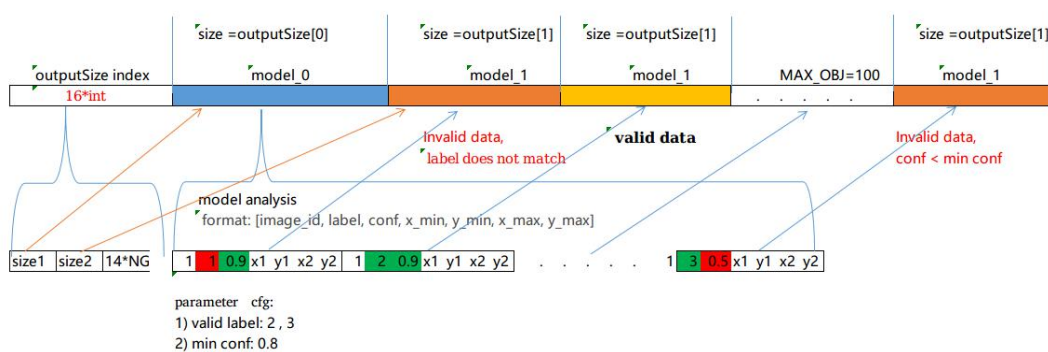 size =outputSize[0] size =outputSize[1] size =outputSize[1] size =outputSize[1]
outputSize index model_0 model_1 model_1 MAX_OBJ=100 model_1
16*int . . . . .
Invalid data,
label does not match
valid data
Invalid data,
conf < min conf
model analysis
format: [image_id, label, conf, x_min, y_min, x_max, y_max]
size1 size2 14*NG 1 1 0.9 x1 y1 x2 y2 1 2 0.9 x1 y1 x2 y2 . . . . . 1 3 0.5 x1 y1 x2 y2
parameter cfg:
1) valid label: 2 , 3
2) min conf: 0.8